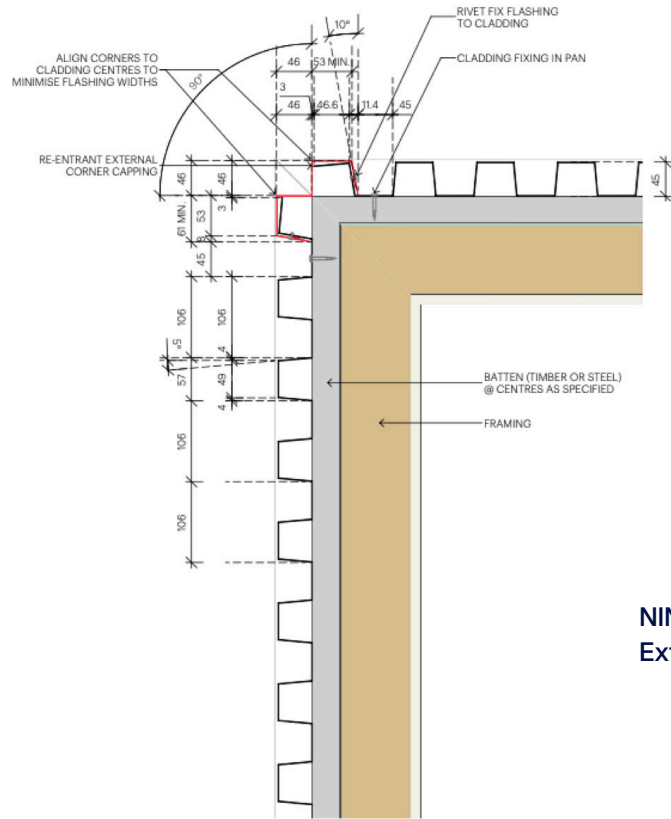 10°
RIVET FIX FLASHING
TO CLADDING
ALIGN CORNERS TO
CLADDING CENTRES TO
MINIMISE FLASHING WIDTHS
46
53 MIN.
CLADDING FIXING IN PAN
90°
3
46
46.6
11.4
45
RE-ENTRANT EXTERNAL
CORNER CAPPING
46
46
45
61 MIN.
53
3
8
45
106
106
5°
4
57
49
4
BATTEN (TIMBER OR STEEL)
@ CENTRES AS SPECIFIED
106
FRAMING
106
NIN
Ext